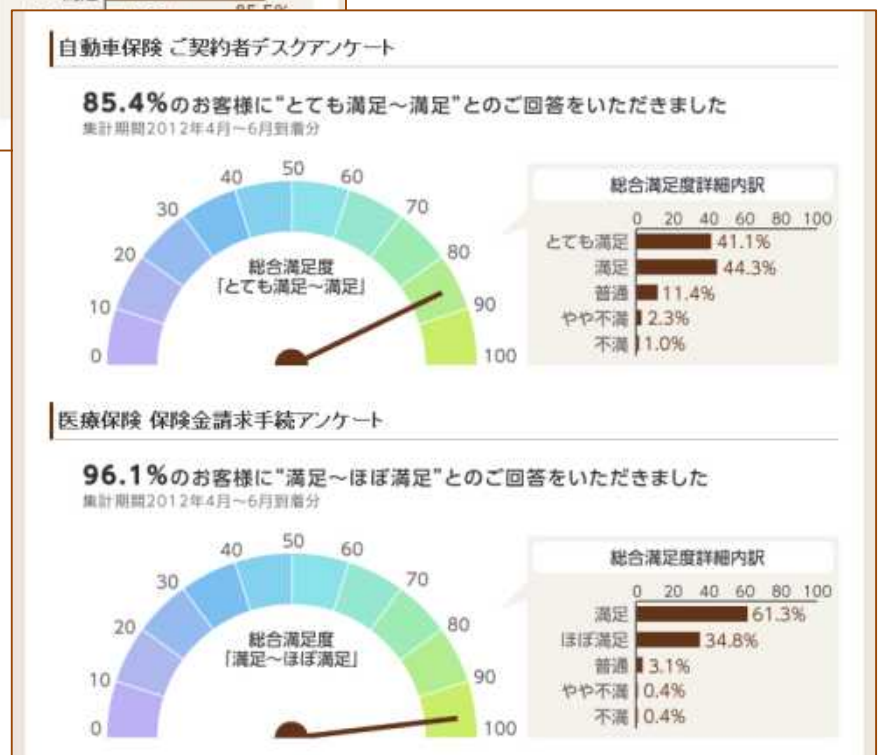 85.5%
自動車保険 ご契約者デスクアンケート
85.4%のお客様に“とても満足～満足”とのご回答をいただきました
集計期間2012年4月～6月到着分
0
10
20
30
40
50
60
70
80
90
100
総合満足度
「とても満足～満足」
総合満足度詳細内訳
0 20 40 60 80 100
とても満足 41.1%
満足 44.3%
普通 11.4%
やや不満 2.3%
不満 1.0%
医療保険 保険金請求手続アンケート
96.1%のお客様に“満足～ほぼ満足”とのご回答をいただきました
集計期間2012年4月～6月到着分
0
10
20
30
40
50
60
70
80
90
100
総合満足度
「満足～ほぼ満足」
総合満足度詳細内訳
0 20 40 60 80 100
満足 61.3%
ほぼ満足 34.8%
普通 3.1%
やや不満 0.4%
不満 0.4%